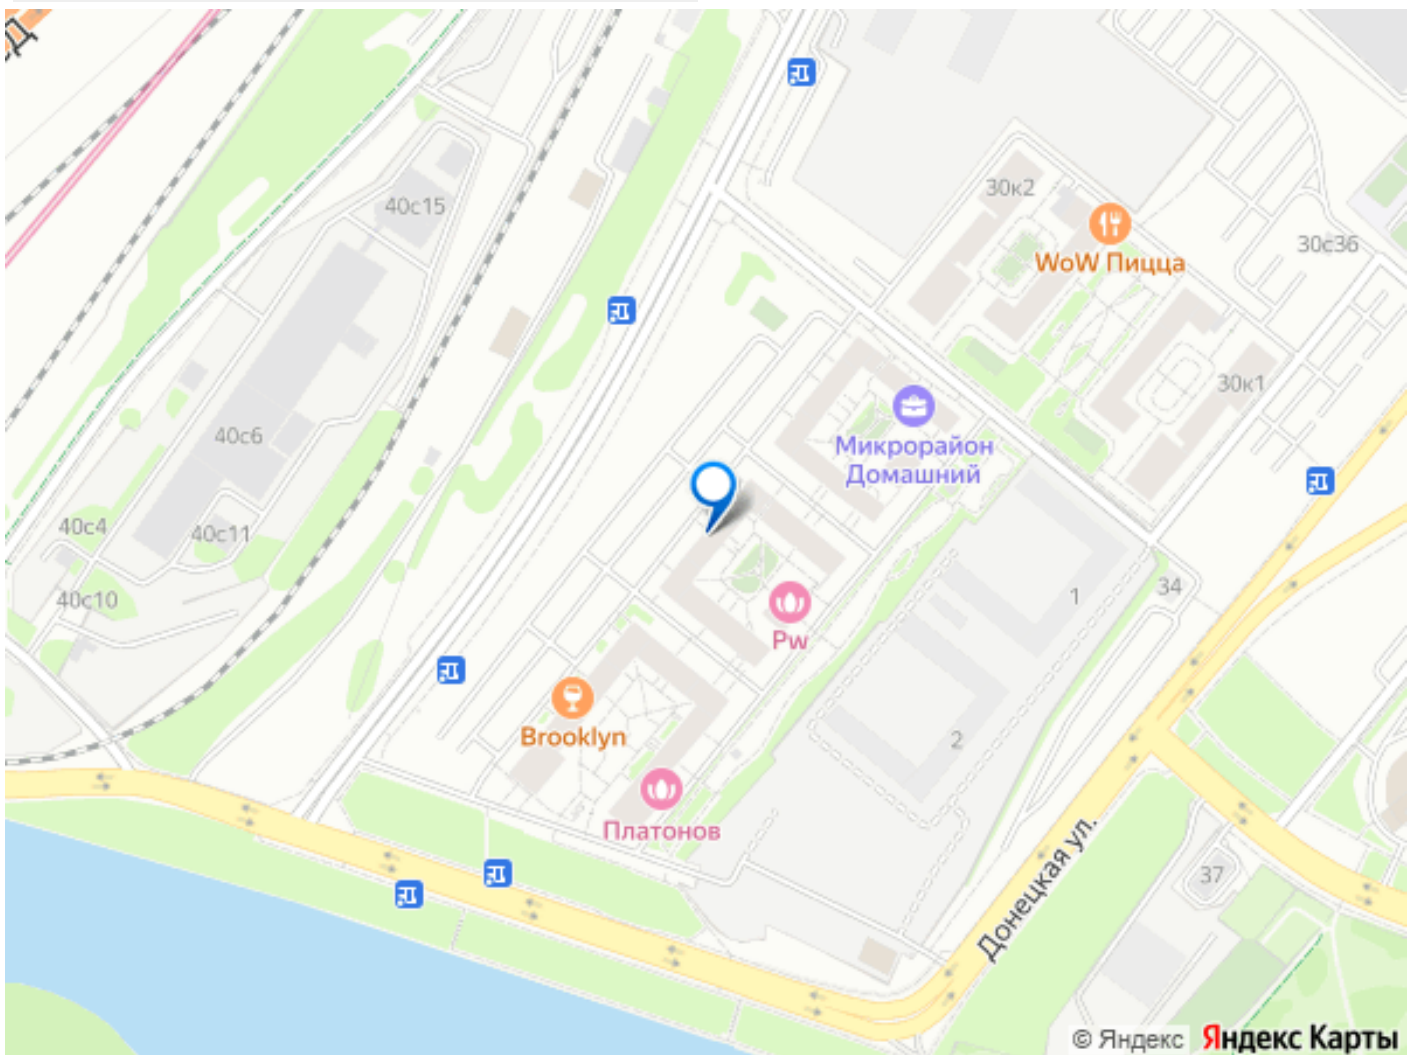 30к2
40с15
30с36
WoW Пицца
30к1
40с6
Микрорайон
Домашний
40с4
40с11
40с10
1
34
Pw
Brooklyn
2
Платонов
Донецкая ул.
37
© Яндекс
Яндекс Карты